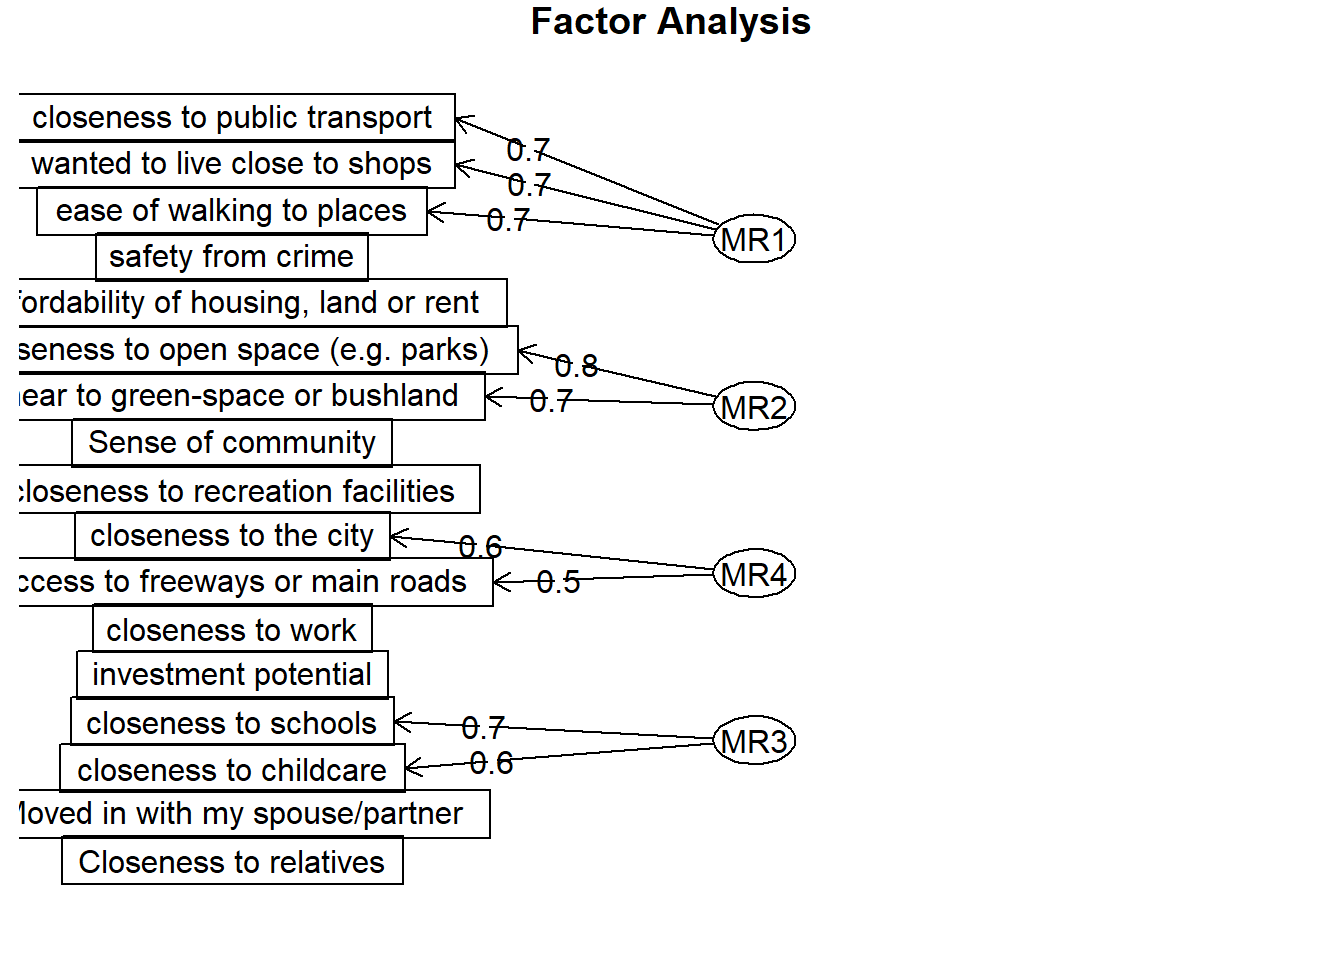 Factor Analysis
closeness to public transport
0.7
wanted to live close to shops
0.7
ease of walking to places
0.7
MR1
safety from crime
fordability of housing, land or rent
seness to open space (e.g. parks)
0.8
near to green-space or bushland
0.7
MR2
Sense of community
closeness to recreation facilities
closeness to the city
0.6
ccess to freeways or main roads
0.5
MR4
closeness to work
investment potential
closeness to schools
0.7
MR3
closeness to childcare
0.6
Moved in with my spouse/partner
Closeness to relatives